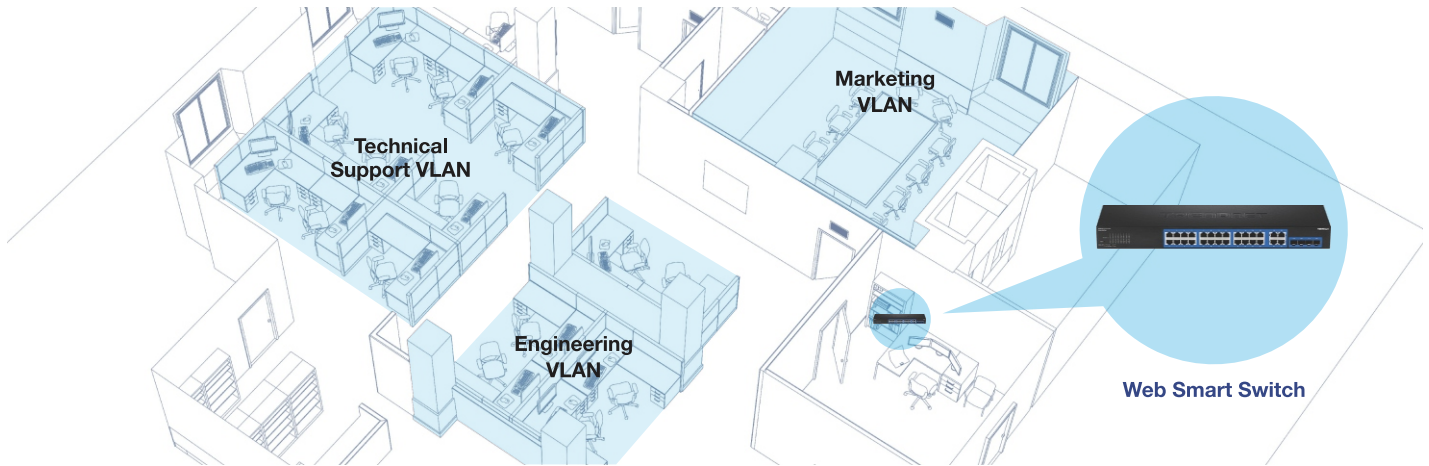 Marketing
VLAN
Technical
Support VLAN
Engineering
VLAN
Web Smart Switch